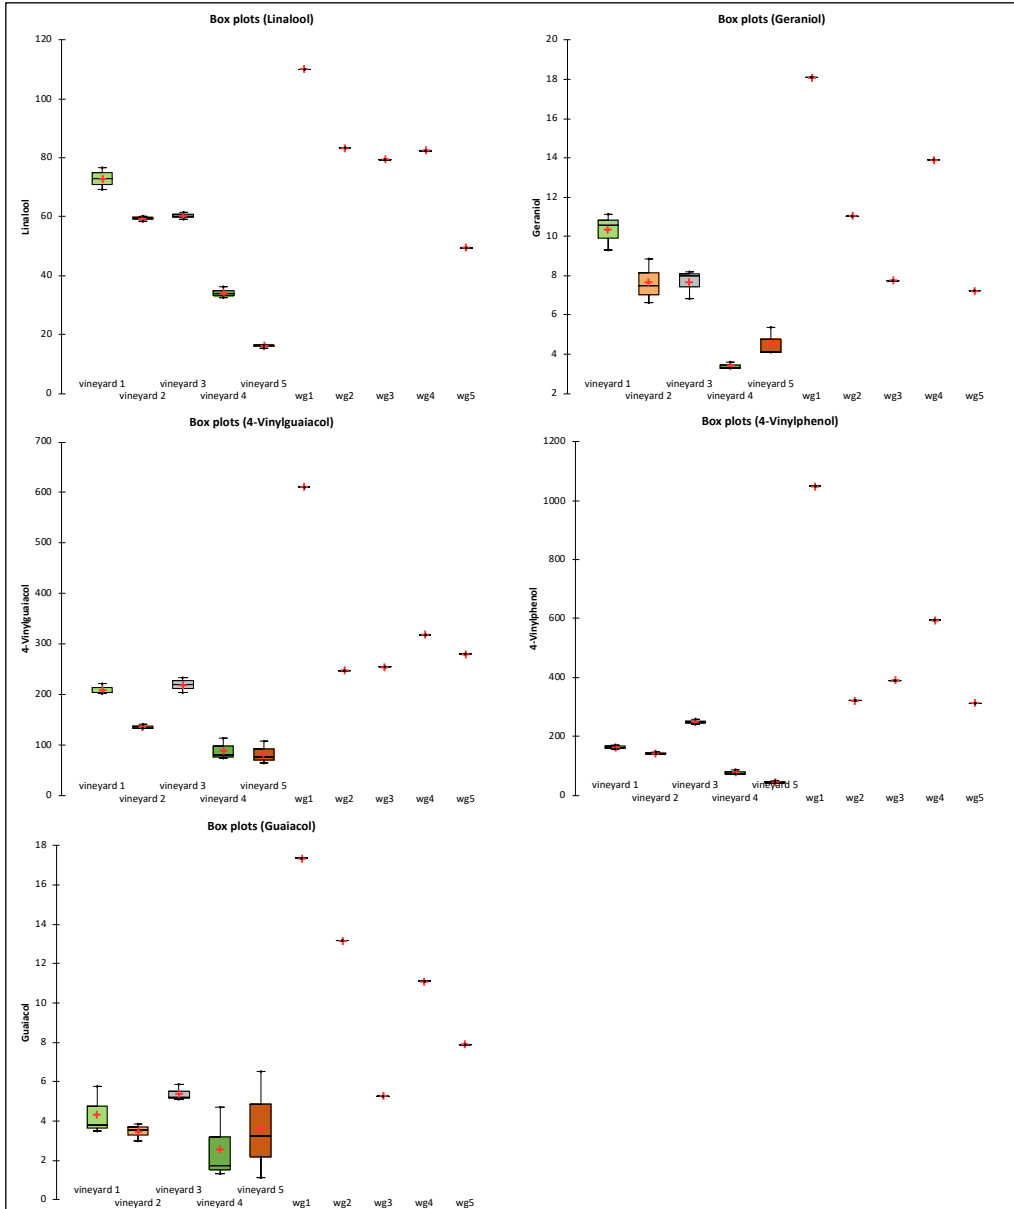 Box plots (Linalool)
120
100
80
60
40
20
0
Linalool
vineyard 1
vineyard 2
vineyard 3
vineyard 4
vineyard 5
wg1
wg2
wg3
wg4
wg5
Box plots (Geraniol)
20
18
16
14
12
10
8
6
4
2
Geraniol
vineyard 1
vineyard 2
vineyard 3
vineyard 4
vineyard 5
wg1
wg2
wg3
wg4
wg5
Box plots (4-Vinylguaiacol)
700
600
500
400
300
200
100
0
4-Vinylguaiacol
vineyard 1
vineyard 2
vineyard 3
vineyard 4
vineyard 5
wg1
wg2
wg3
wg4
wg5
Box plots (4-Vinylphenol)
1200
1000
800
600
400
200
0
4-Vinylphenol
vineyard 1
vineyard 2
vineyard 3
vineyard 4
vineyard 5
wg1
wg2
wg3
wg4
wg5
Box plots (Guaiacol)
18
16
14
12
10
8
6
4
2
0
Guaiacol
vineyard 1
vineyard 2
vineyard 3
vineyard 4
vineyard 5
wg1
wg2
wg3
wg4
wg5